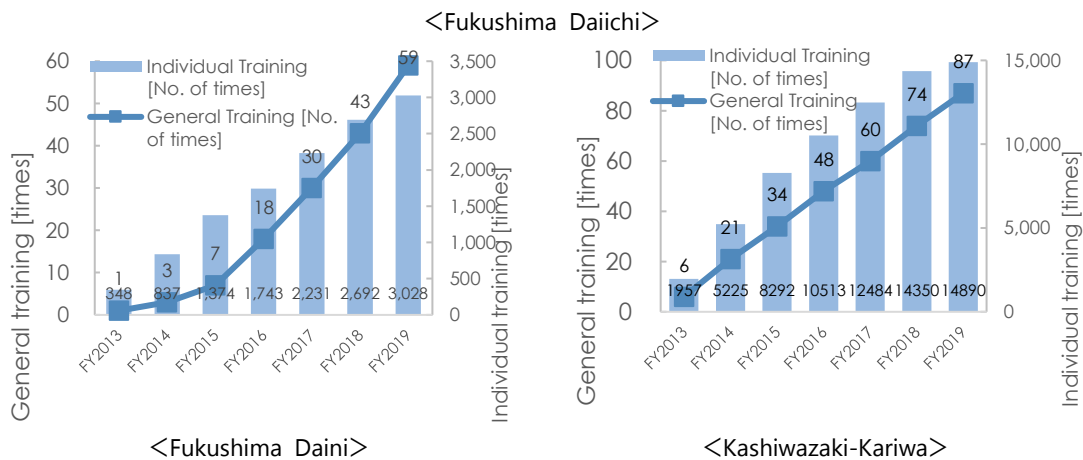 <Fukushima Daiichi>
60
50
40
30
20
10
0
General training [times]
3,500
3,000
2,500
2,000
1,500
1,000
500
0
Individual training [times]
Individual Training
[No. of times]
General Training [No.
of times]
1
3
7
18
30
43
59
348
837
1,374
1,743
2,231
2,692
3,028
FY2013
FY2014
FY2015
FY2016
FY2017
FY2018
FY2019
<Fukushima Daini>
100
80
60
40
20
0
General training [times]
15,000
10,000
5,000
0
Individual training [times]
Individual Training
[No. of times]
General Training
[No. of times]
6
21
34
48
60
74
87
1957
5225
8292
10513
12484
14350
14890
FY2013
FY2014
FY2015
FY2016
FY2017
FY2018
FY2019
<Kashiwazaki-Kariwa>